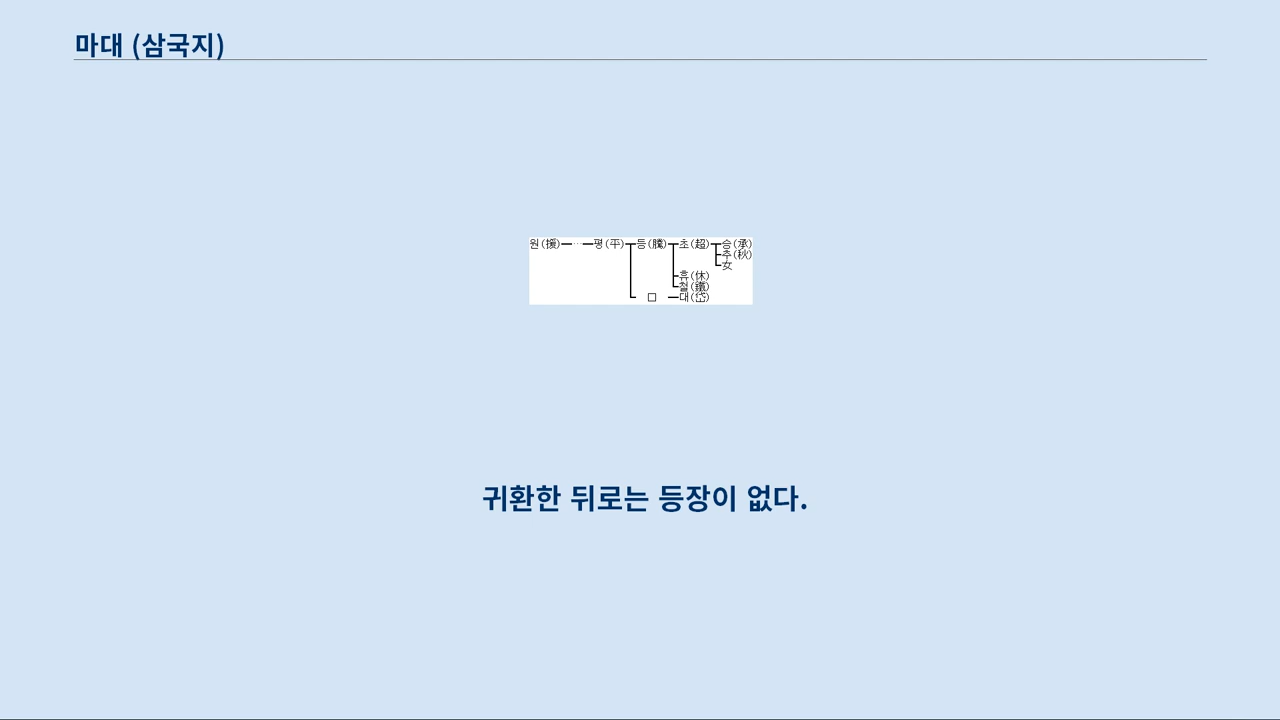 마대 (삼국지)
원(援) … 평(平) 등(騰) 초(超) 승(承)
추(秋)
女
휴(休)
철(鐵)
□ 대(岱)
귀환한 뒤로는 등장이 없다.